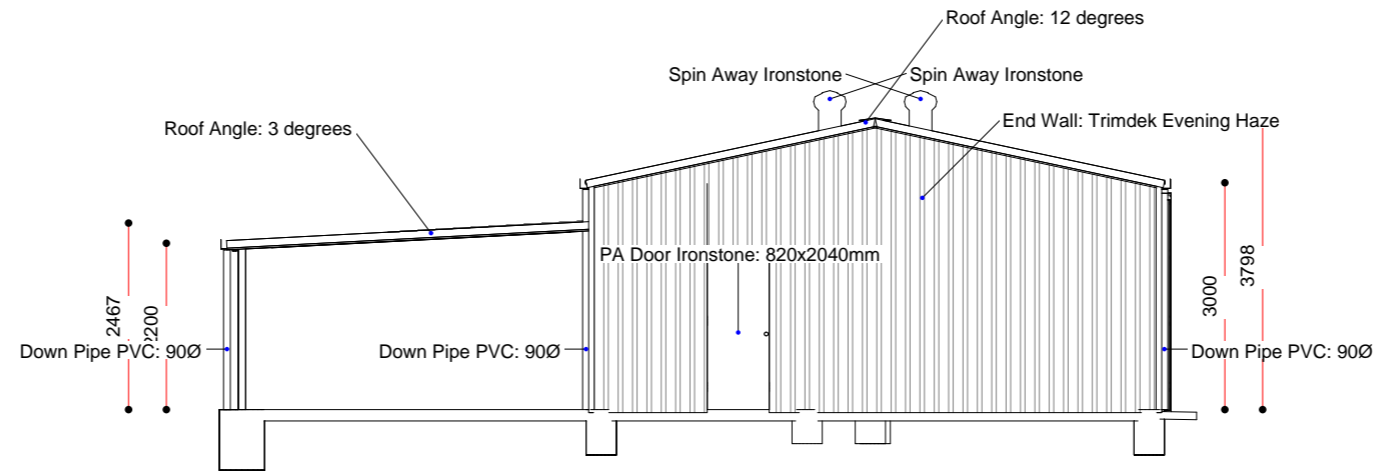 Roof Angle: 12 degrees
Spin Away Ironstone
Spin Away Ironstone
Roof Angle: 3 degrees
End Wall: Trimdek Evening Haze
PA Door Ironstone: 820x2040mm
2467
2200
3000
3798
Down Pipe PVC: 90Ø
Down Pipe PVC: 90Ø
Down Pipe PVC: 90Ø